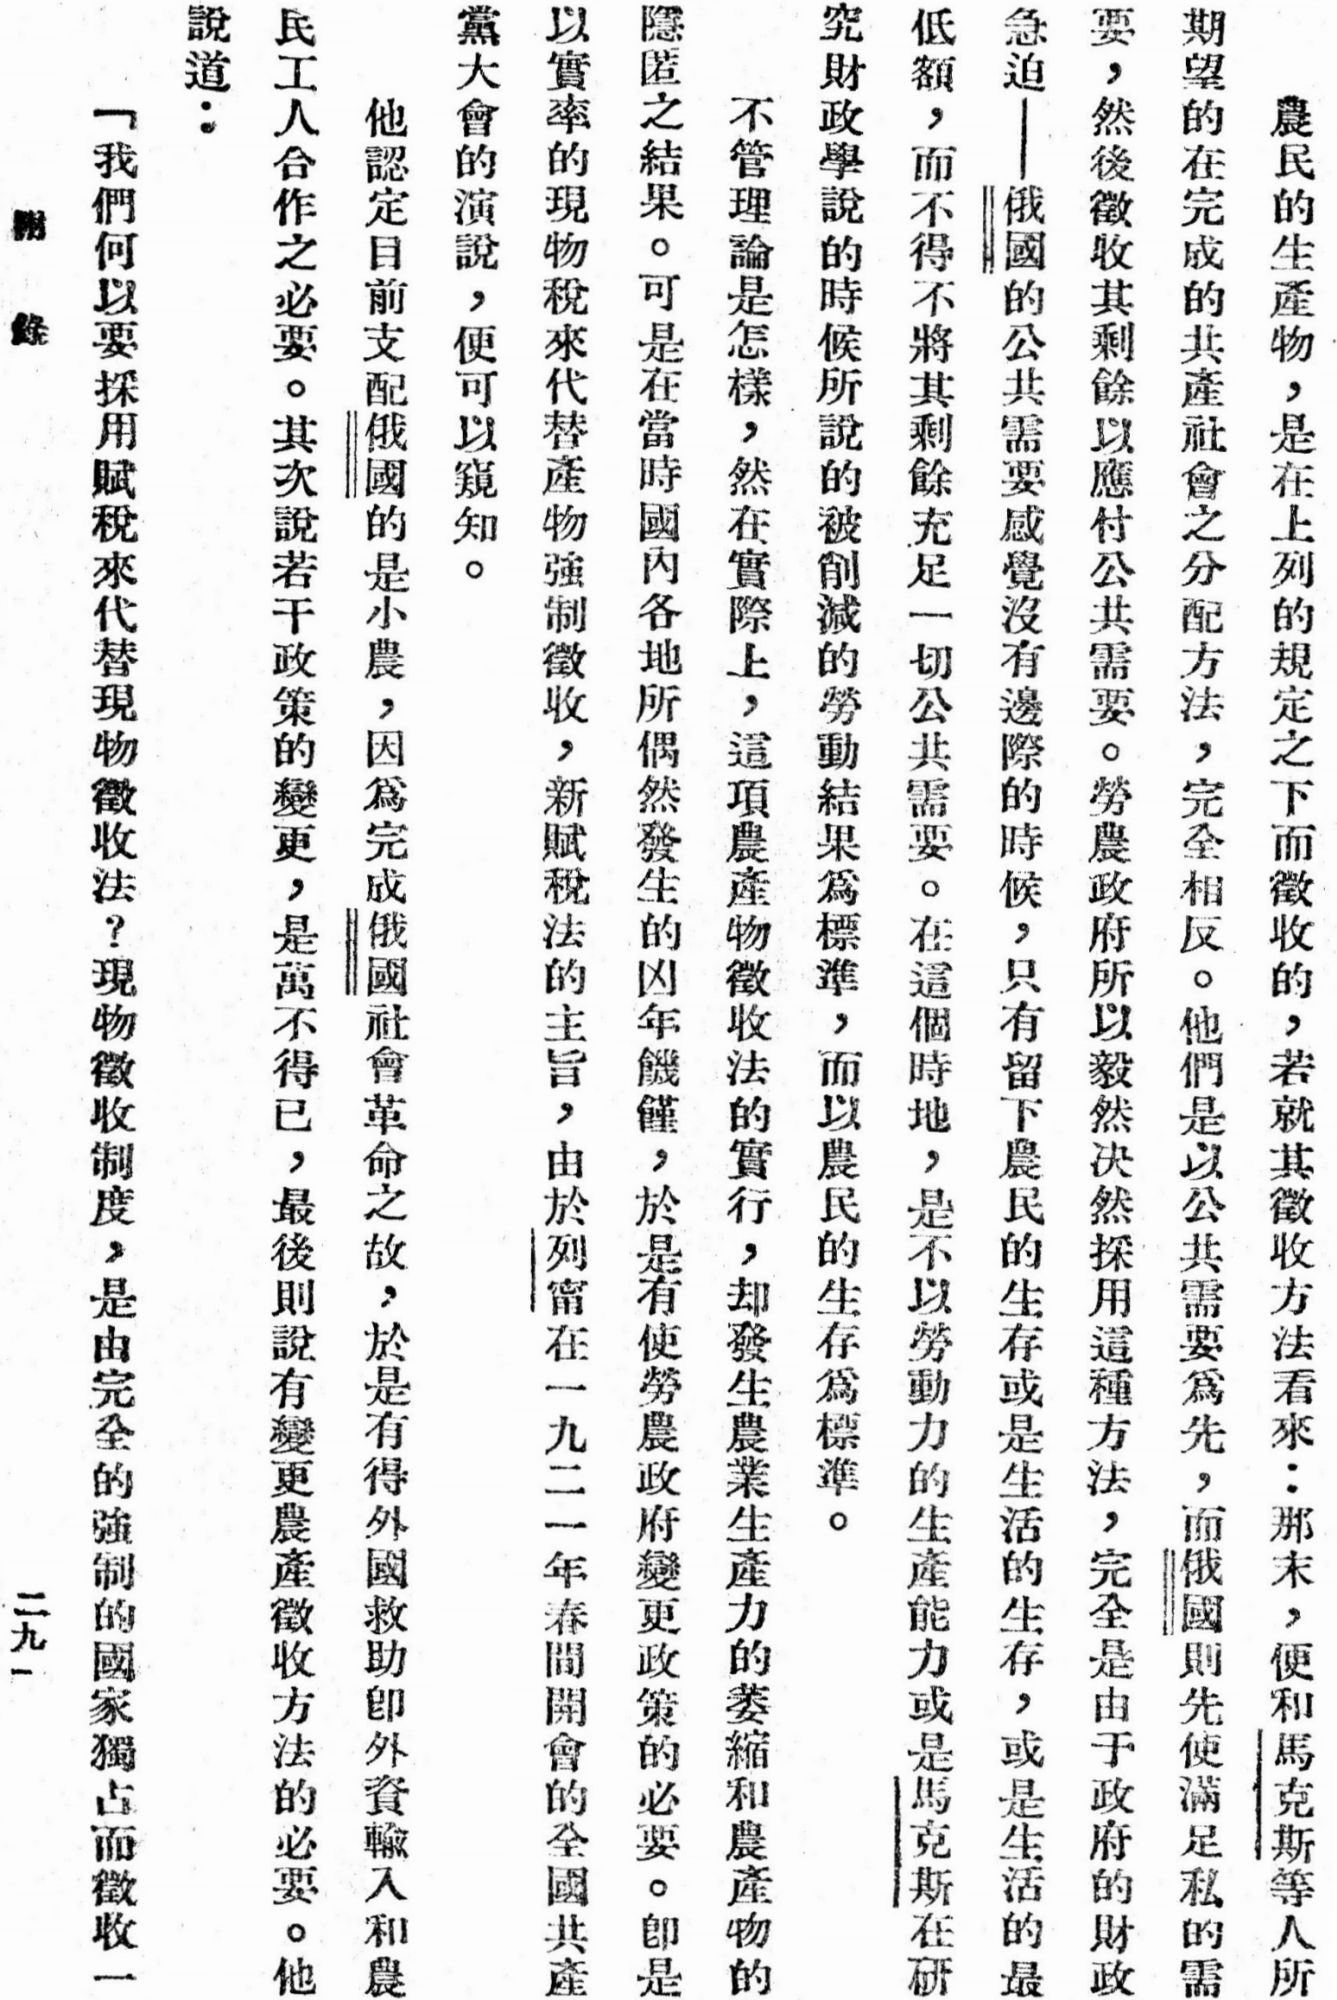 農民的生產物，是在上列的規定之下而徵收的，若就其徵收方法看來：那末，便和馬克斯等人所
期望的在完成的共產社會之分配方法，完全相反。他們是以公共需要爲先，而俄國則先使滿足私的需
要，然後徵收其剩餘以應付公共需要。勞農政府所以毅然決然採用這種方法，完全是由于政府的財政
急迫——俄國的公共需要感覺沒有邊際的時候，只有留下農民的生存或是生活的生存，或是生活的最
低額，而不得不將其剩餘充足一切公共需要。在這個時地，是不以勞動力的生產能力或是馬克斯在研
究財政學說的時候所說的被削減的勞動結果爲標準，而以農民的生存爲標準。
不管理論是怎樣，然在實際上，這項農產物徵收法的實行，却發生農業生產力的萎縮和農產物的
隱匿之結果。可是在當時國內各地所偶然發生的凶年饑僅，於是有使勞農政府變更政策的必要。卽是
以實率的現物稅來代替產物強制徵收，新賦稅法的主旨，由於列甯在一九二一年春間開會的全國共產
黨大會的演說，便可以窺知。
他認定目前支配俄國的是小農，因爲完成俄國社會革命之故，於是有得外國救助卽外資輸入和農
民工人合作之必要。其次說若干政策的變更，是萬不得已，最後則說有變更農產徵收方法的必要。他
說道：
「我們何以要採用賦稅來代替現物徵收法？現物徵收制度，是由完全的強制的國家獨占而徵收一
附錄
二九一